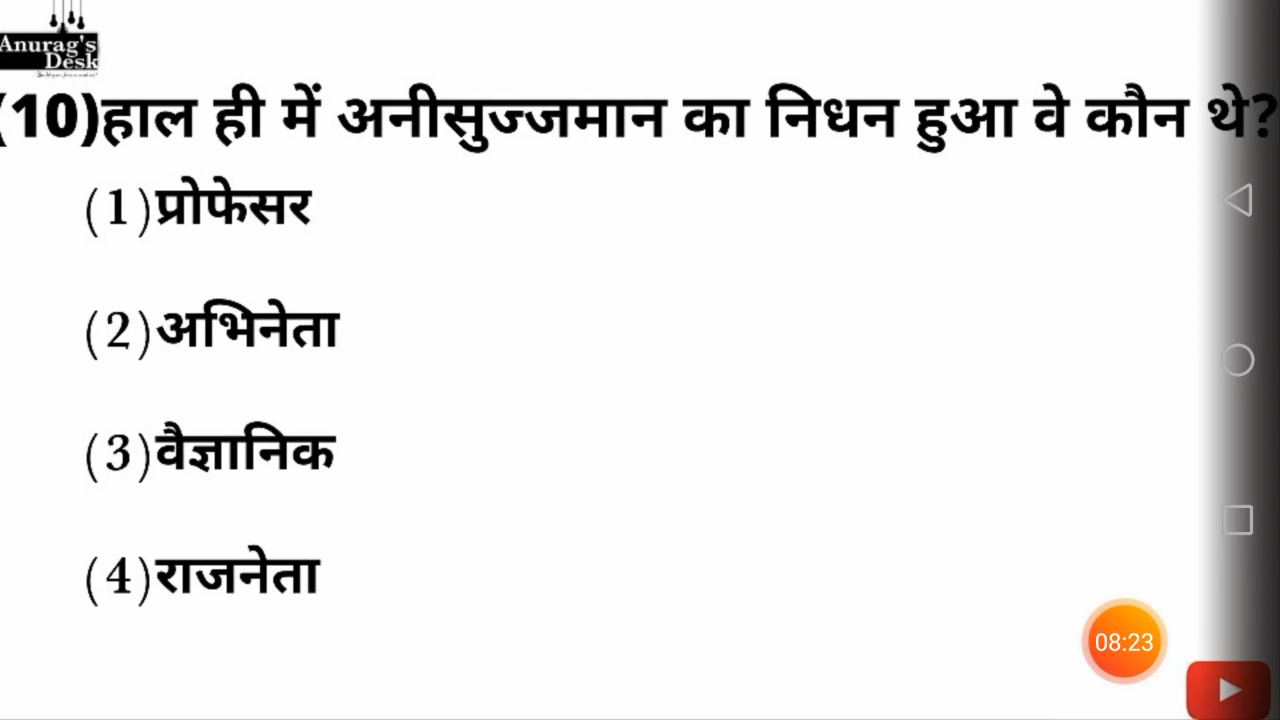 Anurag's
Desk
(10)हाल ही में अनीसुज्जमान का निधन हुआ वे कौन थे?
(1)प्रोफेसर
(2)अभिनेता
(3)वैज्ञानिक
(4)राजनेता
08:23